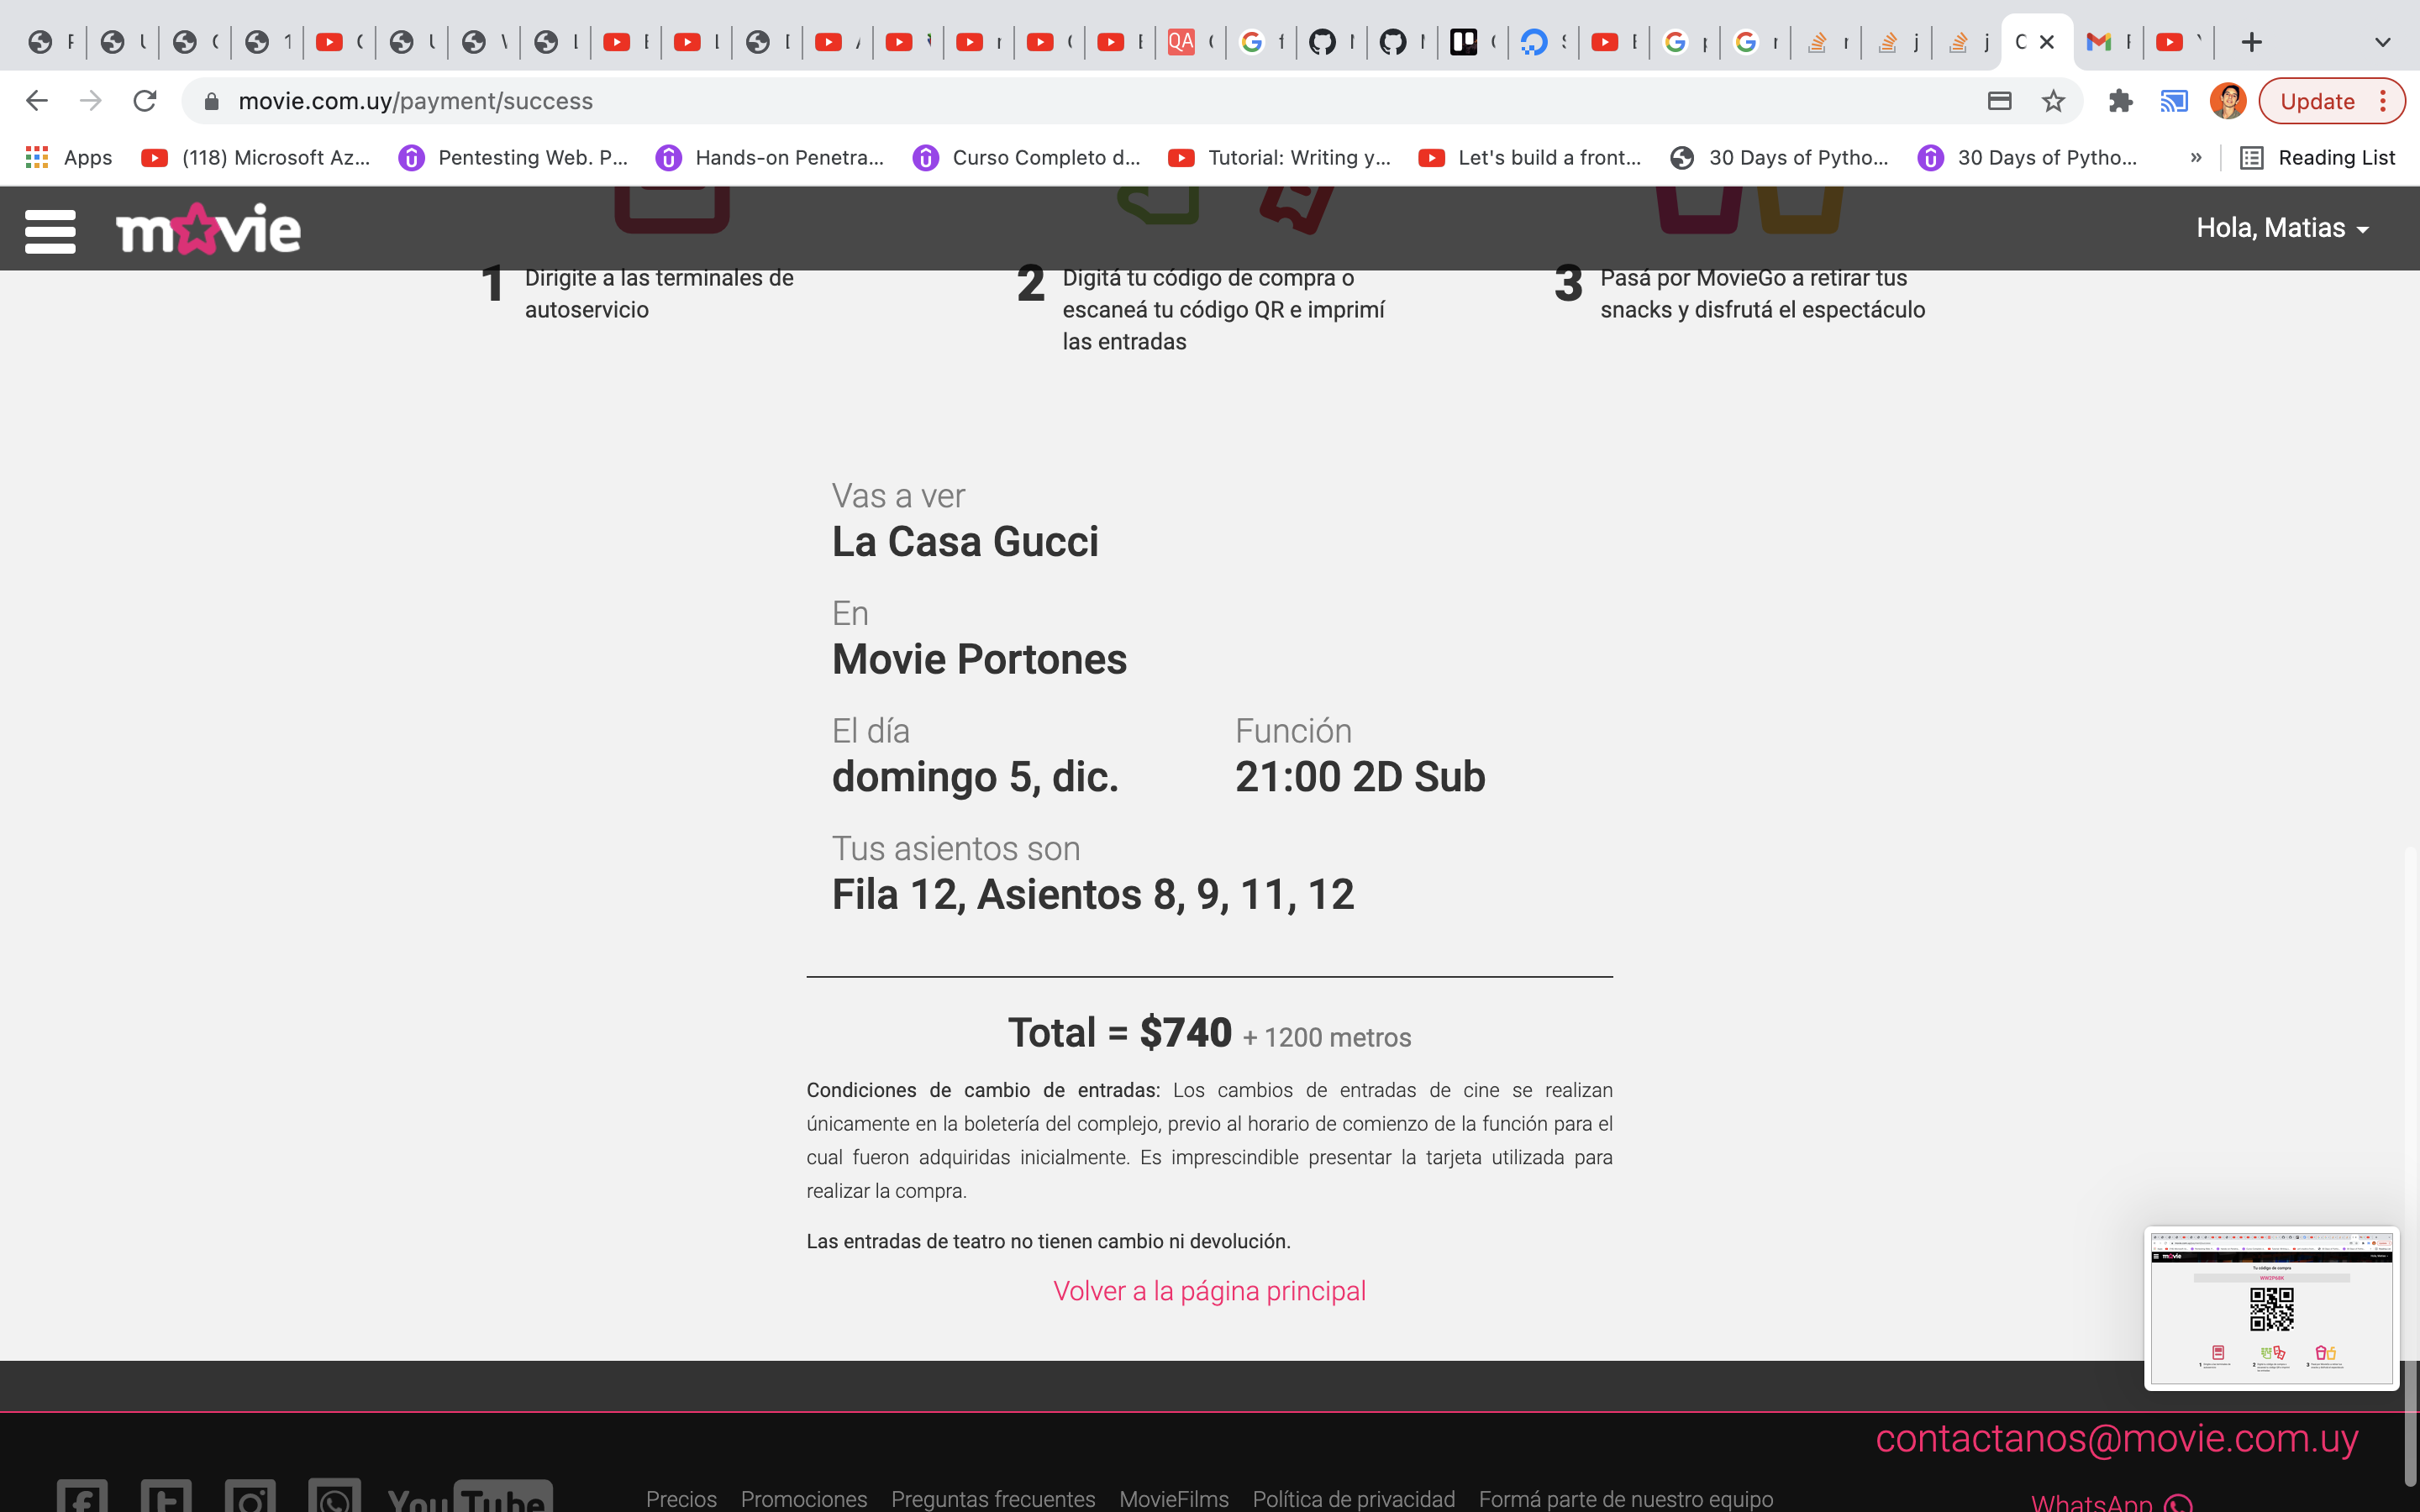 movie.com.uy/payment/success
Update
Apps
(118) Microsoft Az...
Pentesting Web. P...
Hands-on Penetra...
Curso Completo d...
Tutorial: Writing y...
Let's build a front...
30 Days of Pytho...
30 Days of Pytho...
»
Reading List
movie
Hola, Matias
1 Dirigite a las terminales de
autoservicio
2 Digitá tu código de compra o
escaneá tu código QR e imprimí
las entradas
3 Pasá por MovieGo a retirar tus
snacks y disfrutá el espectáculo
Vas a ver
La Casa Gucci
En
Movie Portones
El día
domingo 5, dic.
Función
21:00 2D Sub
Tus asientos son
Fila 12, Asientos 8, 9, 11, 12
Total = $740 + 1200 metros
Condiciones de cambio de entradas: Los cambios de entradas de cine se realizan
únicamente en la boletería del complejo, previo al horario de comienzo de la función para el
cual fueron adquiridas inicialmente. Es imprescindible presentar la tarjeta utilizada para
realizar la compra.
Las entradas de teatro no tienen cambio ni devolución.
Volver a la página principal
Tu código de compra
contactanos@movie.com.uy
YouTube
Precios
Promociones
Preguntas frecuentes
MovieFilms
Política de privacidad
Formá parte de nuestro equipo
WhatsApp